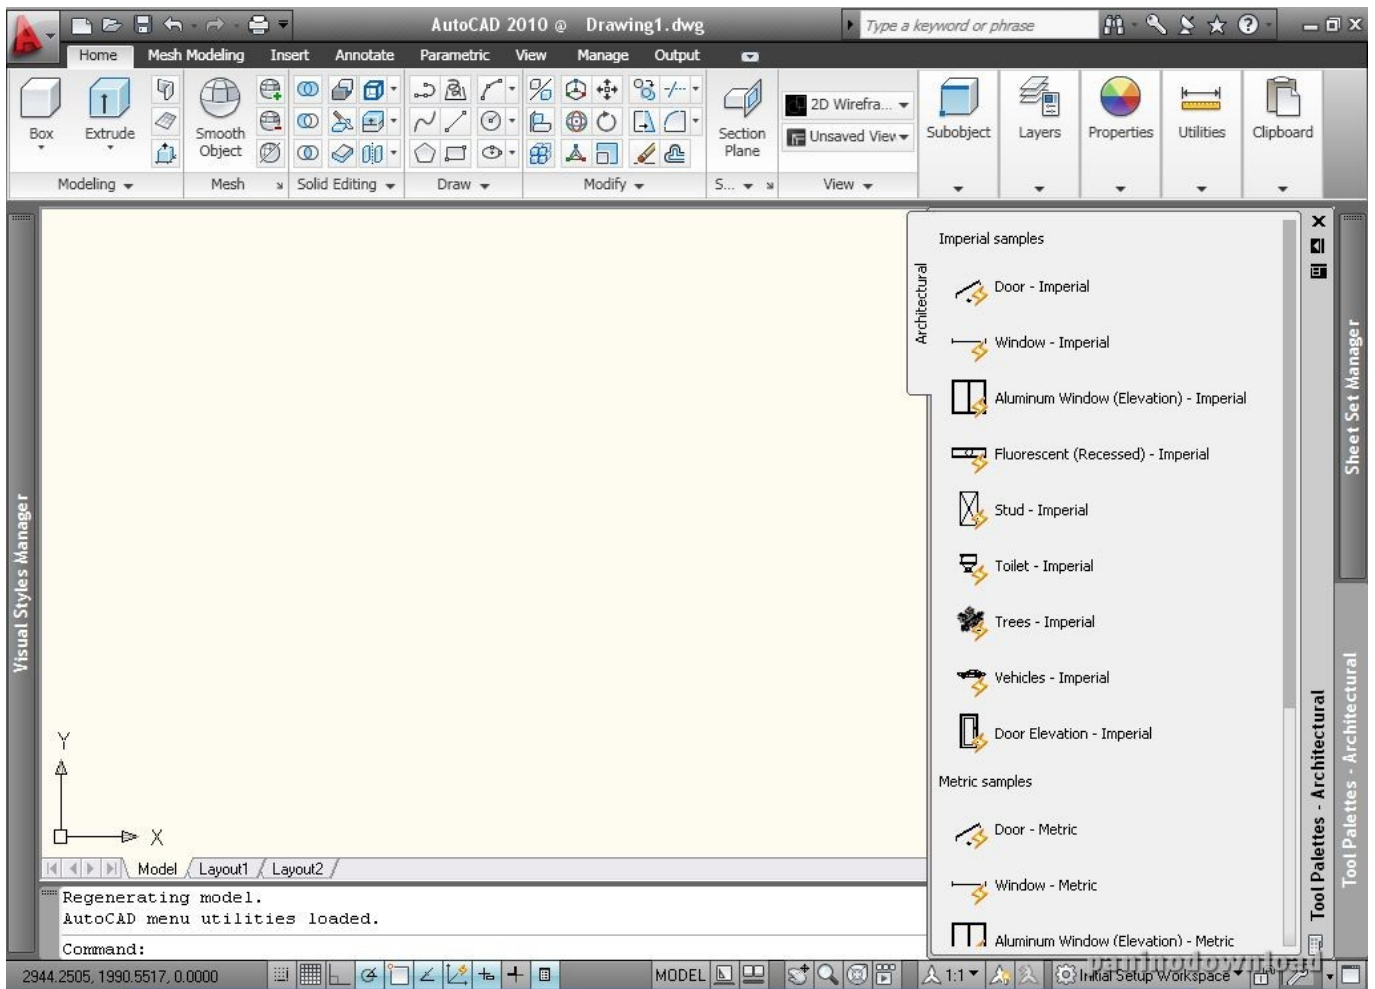 AutoCAD 2010 @ Drawing1.dwg
Type a keyword or phrase
Home Mesh Modeling Insert Annotate Parametric View Manage Output
Box
Extrude
Smooth Object
Section Plane
2D Wirefra...
Unsaved View
Subobject
Layers
Properties
Utilities
Clipboard
Modeling
Mesh
Solid Editing
Draw
Modify
S...
View
Visual Styles Manager
Y
X
Architectural
Imperial samples
Door - Imperial
Window - Imperial
Aluminum Window (Elevation) - Imperial
Fluorescent (Recessed) - Imperial
Stud - Imperial
Toilet - Imperial
Trees - Imperial
Vehicles - Imperial
Door Elevation - Imperial
Metric samples
Door - Metric
Window - Metric
Aluminum Window (Elevation) - Metric
Tool Palettes - Architectural
Sheet Set Manager
Tool Palettes - Architectural
Model Layout1 Layout2
Regenerating model.
AutoCAD menu utilities loaded.
Command:
2944.2505, 1990.5517, 0.0000
MODEL
1:1
Initial Setup Workspace